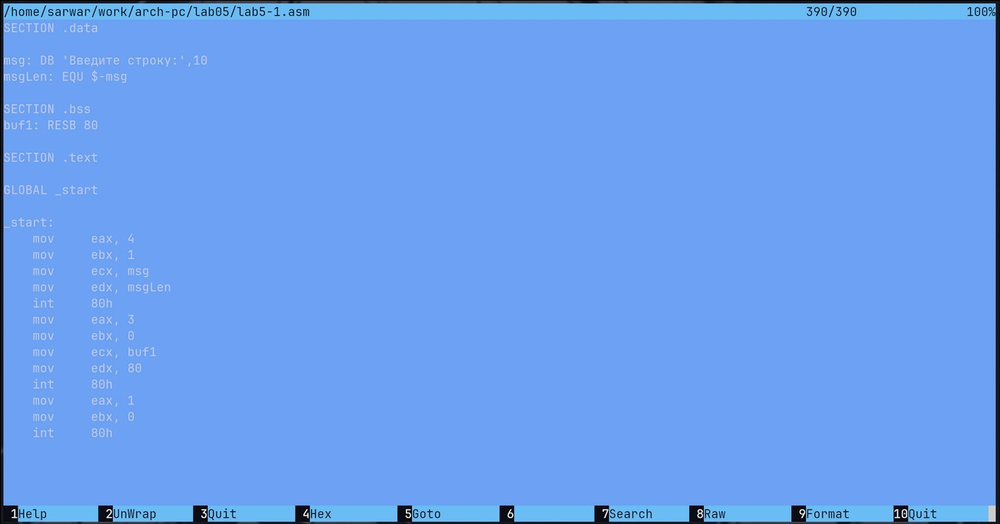 /home/sarwar/work/arch-pc/lab05/lab5-1.asm 390/390 100%
SECTION .data
msg: DB 'Введите строку:',10
msgLen: EQU $-msg
SECTION .bss
buf1: RESB 80
SECTION .text
GLOBAL _start
_start:
mov eax, 4
mov ebx, 1
mov ecx, msg
mov edx, msgLen
int 80h
mov eax, 3
mov ebx, 0
mov ecx, buf1
mov edx, 80
int 80h
mov eax, 1
mov ebx, 0
int 80h
1Help 2UnWrap 3Quit 4Hex 5Goto 6 7Search 8Raw 9Format 10Quit